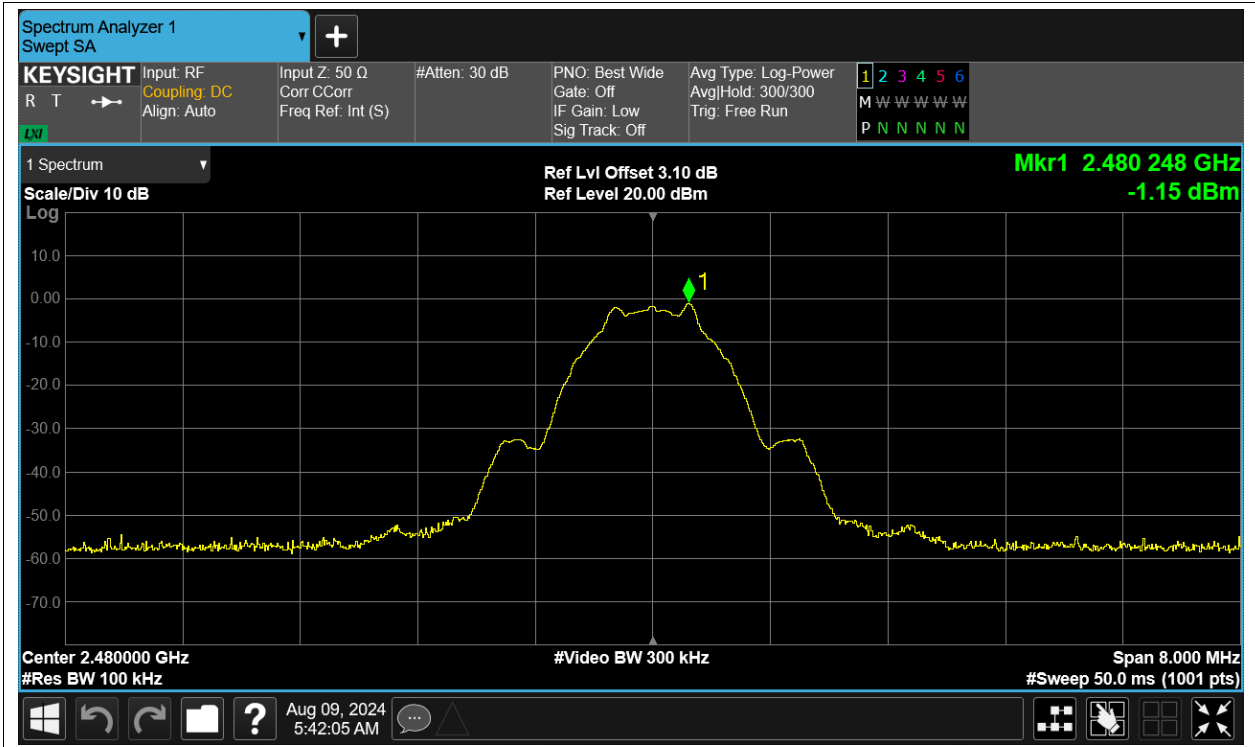 Spectrum Analyzer 1
Swept SA
KEYSIGHT
R T
LXI
Input: RF
Coupling: DC
Align: Auto
Input Z: 50 Ω
Corr CCorr
Freq Ref: Int (S)
#Atten: 30 dB
PNO: Best Wide
Gate: Off
IF Gain: Low
Sig Track: Off
Avg Type: Log-Power
Avg|Hold: 300/300
Trig: Free Run
1 2 3 4 5 6
M W W W W W
P N N N N N
1 Spectrum
Scale/Div 10 dB
Log
Ref Lvl Offset 3.10 dB
Ref Level 20.00 dBm
Mkr1 2.480 248 GHz
-1.15 dBm
1
10.0
0.00
-10.0
-20.0
-30.0
-40.0
-50.0
-60.0
-70.0
Center 2.480000 GHz
#Res BW 100 kHz
#Video BW 300 kHz
Span 8.000 MHz
#Sweep 50.0 ms (1001 pts)
?
Aug 09, 2024
5:42:05 AM